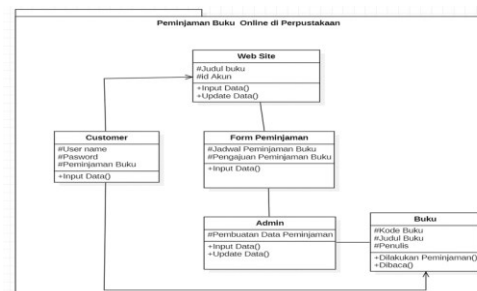 Peminjaman Buku Online di Perpustakaan
Web Site
#Judul buku
#id Akun
+Input Data()
+Update Data()
Customer
#User name
#Pasword
#Peminjaman Buku
+Input Data()
Form Peminjaman
#Jadwal Peminjaman Buku
#Pengajuan Peminjaman Buku
+Input Data()
Admin
#Pembuatan Data Peminjaman
+Input Data()
+Update Data()
Buku
#Kode Buku
#Judul Buku
#Penulis
+Dilakukan Peminjaman()
+Dibaca()